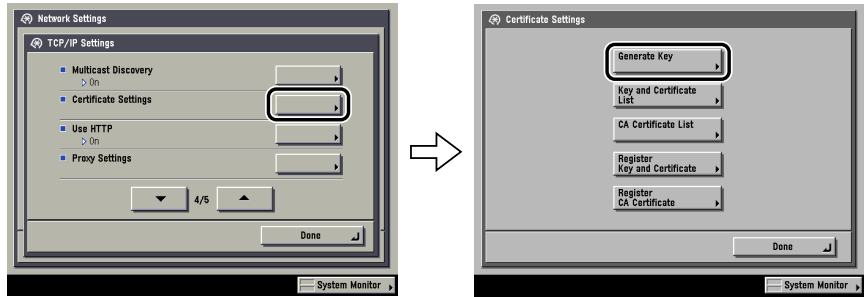 Network Settings
TCP/IP Settings
Multicast Discovery
On
Certificate Settings
Use HTTP
On
Proxy Settings
4/5
Done
System Monitor
Certificate Settings
Generate Key
Key and Certificate
List
CA Certificate List
Register
Key and Certificate
Register
CA Certificate
Done
System Monitor